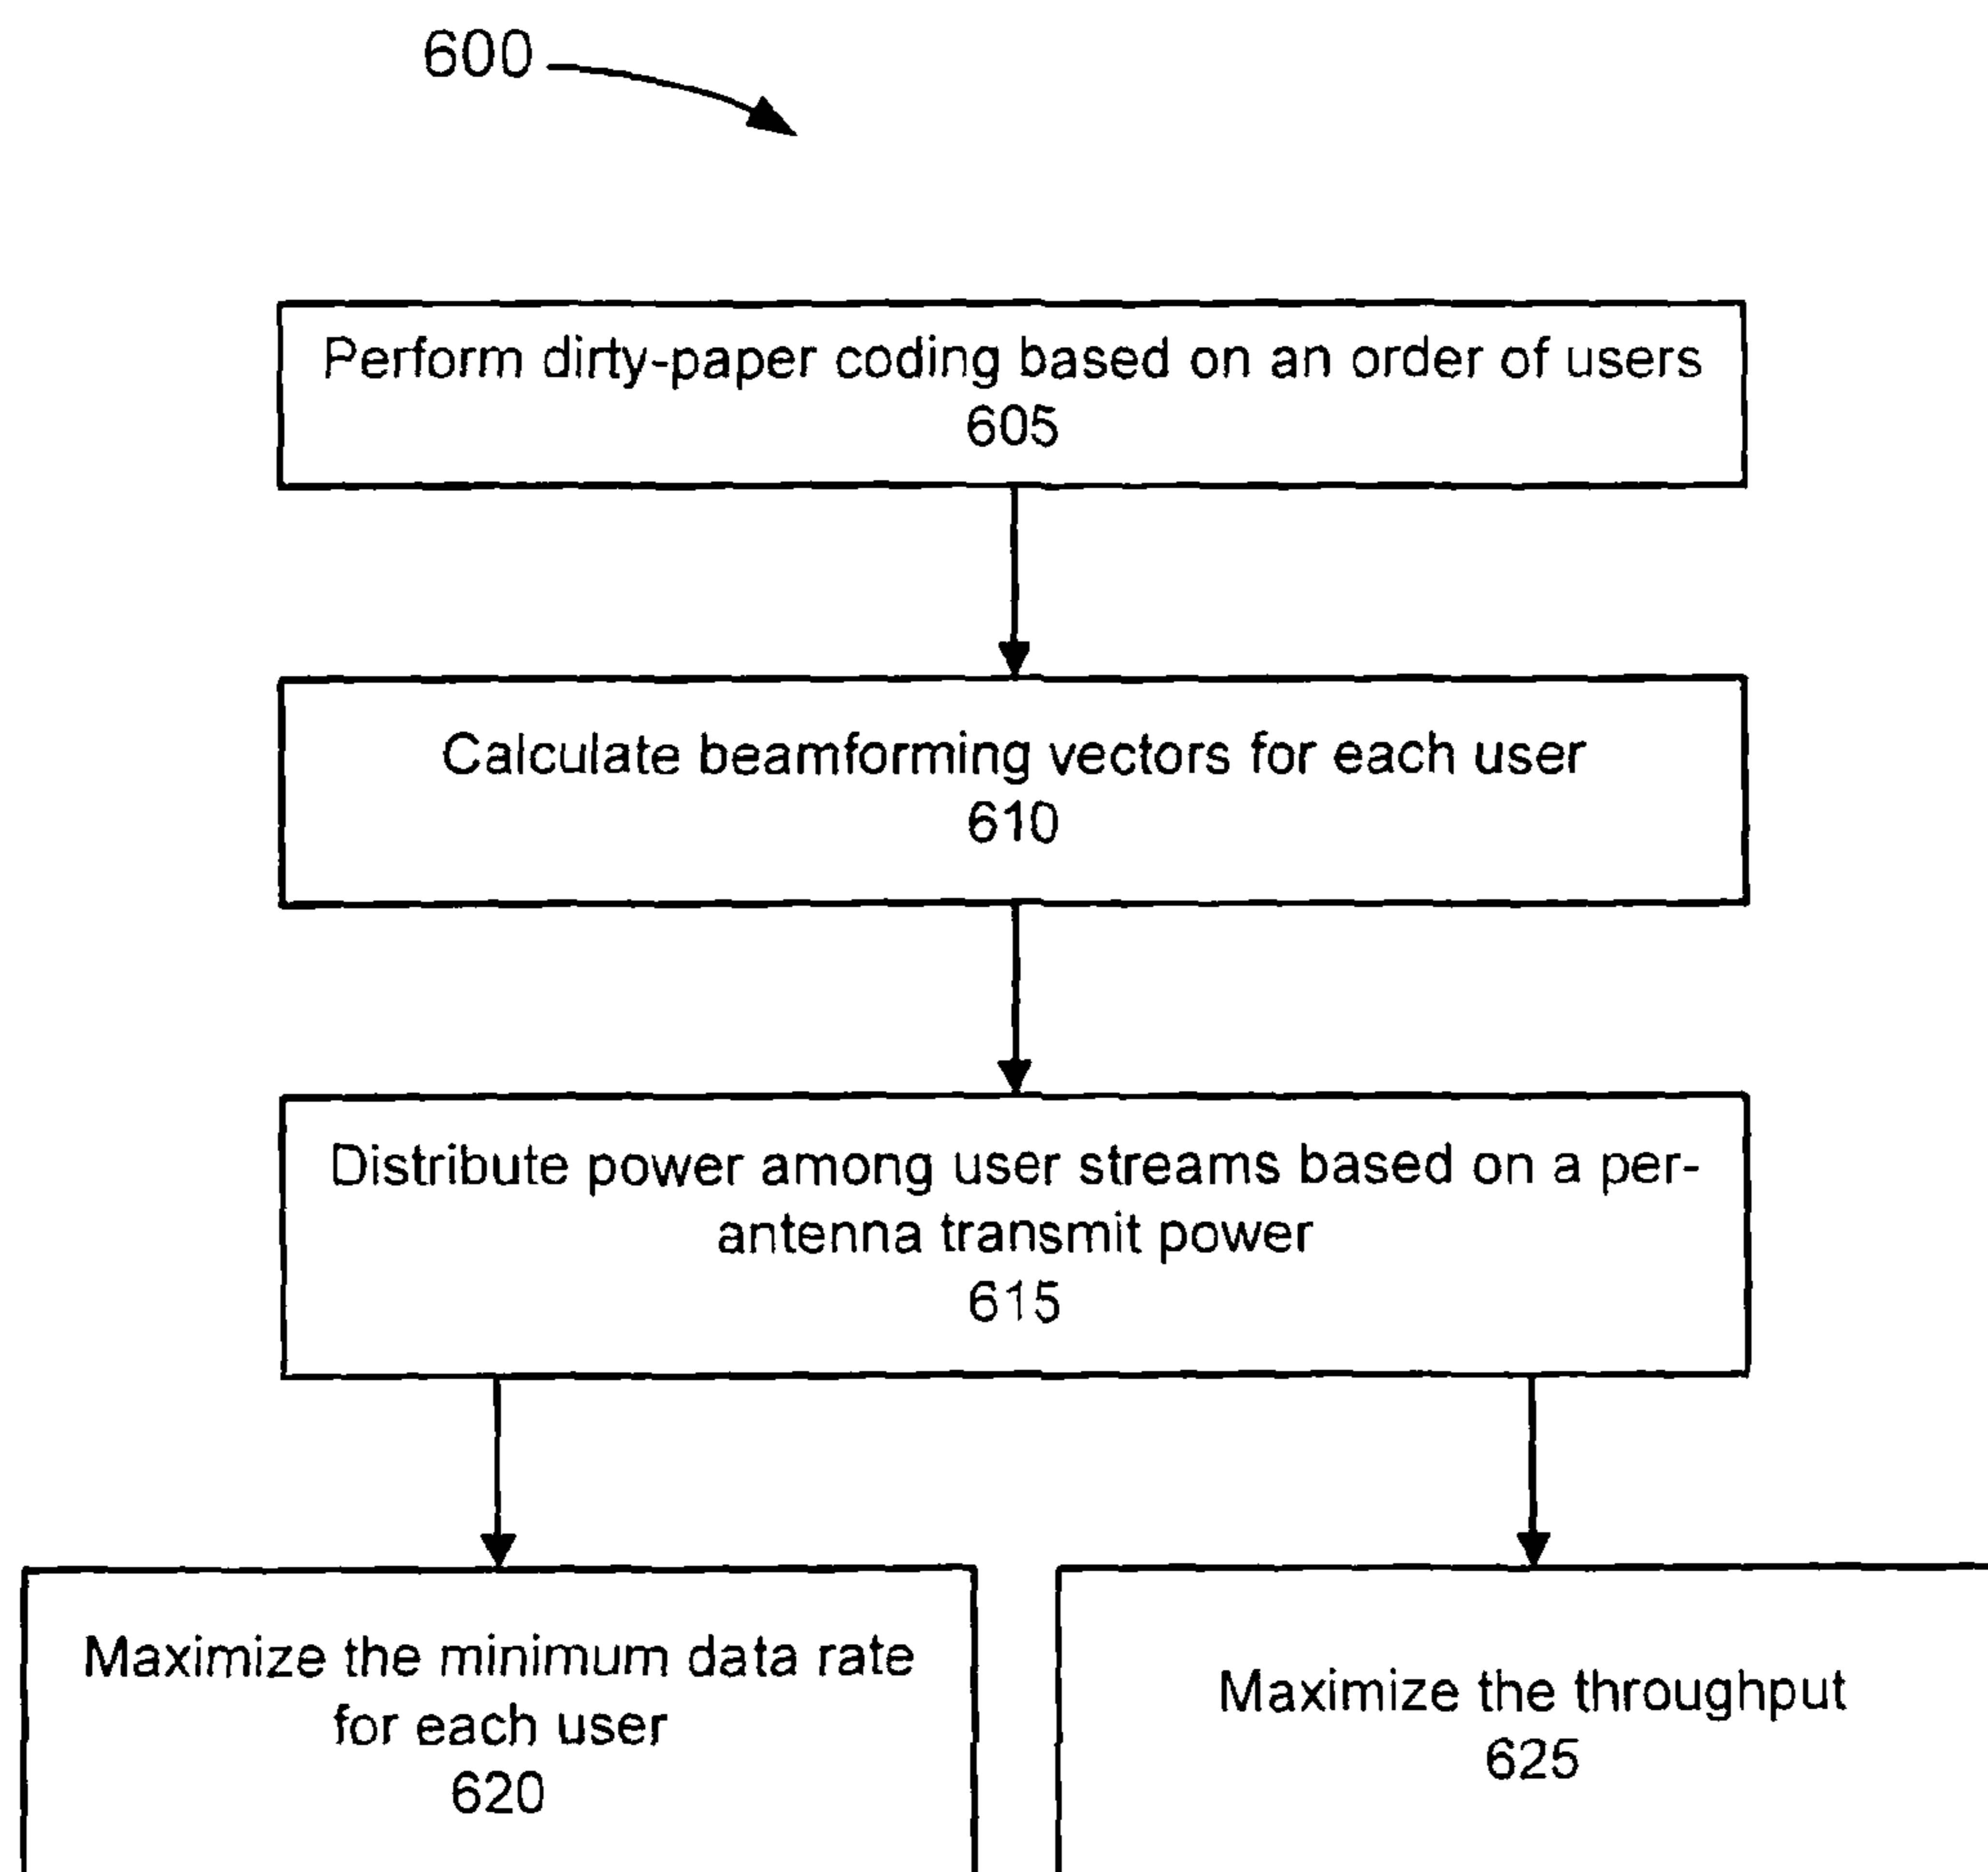 600
Perform dirty-paper coding based on an order of users
605
Calculate beamforming vectors for each user
610
Distribute power among user streams based on a per-
antenna transmit power
615
Maximize the minimum data rate
for each user
620
Maximize the throughput
625